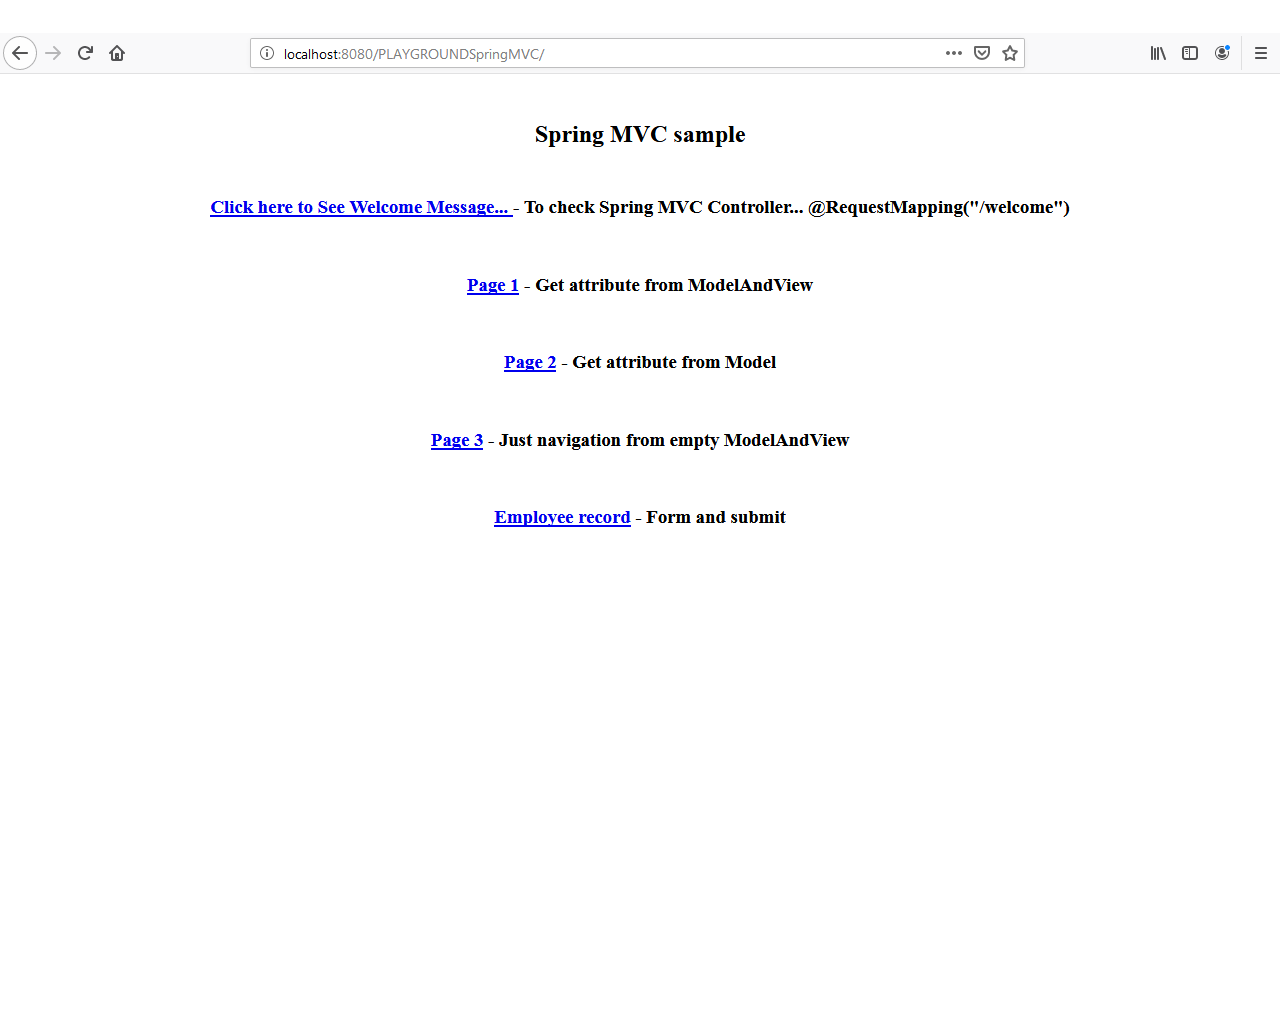 localhost:8080/PLAYGROUNDSpringMVC/
Spring MVC sample
Click here to See Welcome Message... - To check Spring MVC Controller... @RequestMapping("/welcome")
Page 1 - Get attribute from ModelAndView
Page 2 - Get attribute from Model
Page 3 - Just navigation from empty ModelAndView
Employee record - Form and submit